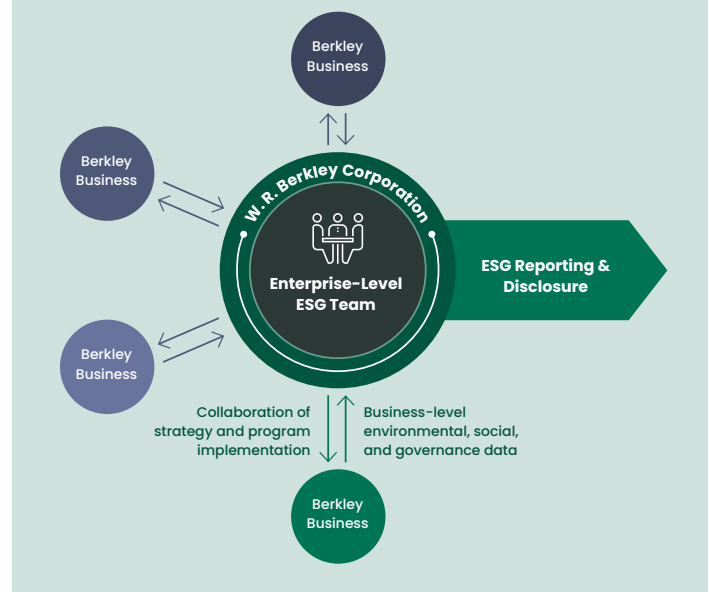 Berkley
Business
Berkley
Business
W. R. Berkley Corporation
Enterprise-Level
ESG Team
ESG Reporting &
Disclosure
Berkley
Business
Collaboration of
strategy and program
implementation
Business-level
environmental, social,
and governance data
Berkley
Business